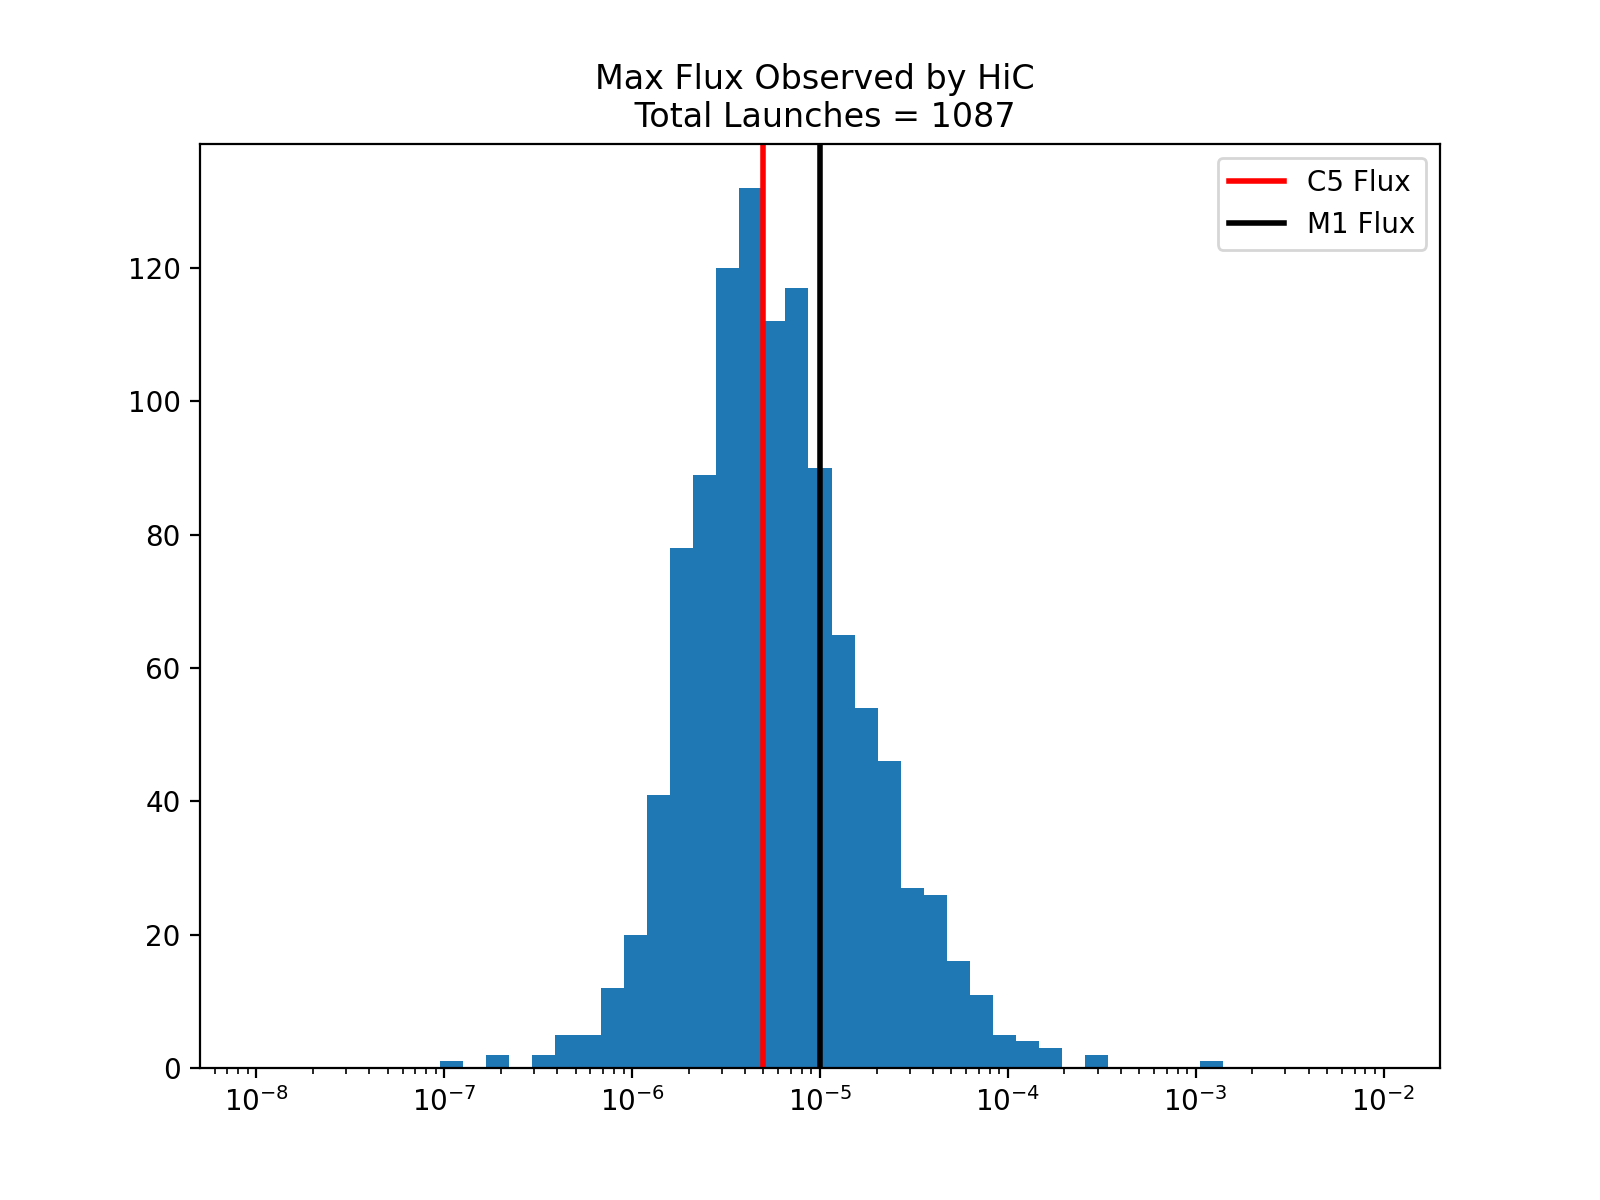 Max Flux Observed by HiC
Total Launches = 1087
C5 Flux
M1 Flux
120
100
80
60
40
20
0
10⁻⁸ 10⁻⁷ 10⁻⁶ 10⁻⁵ 10⁻⁴ 10⁻³ 10⁻²